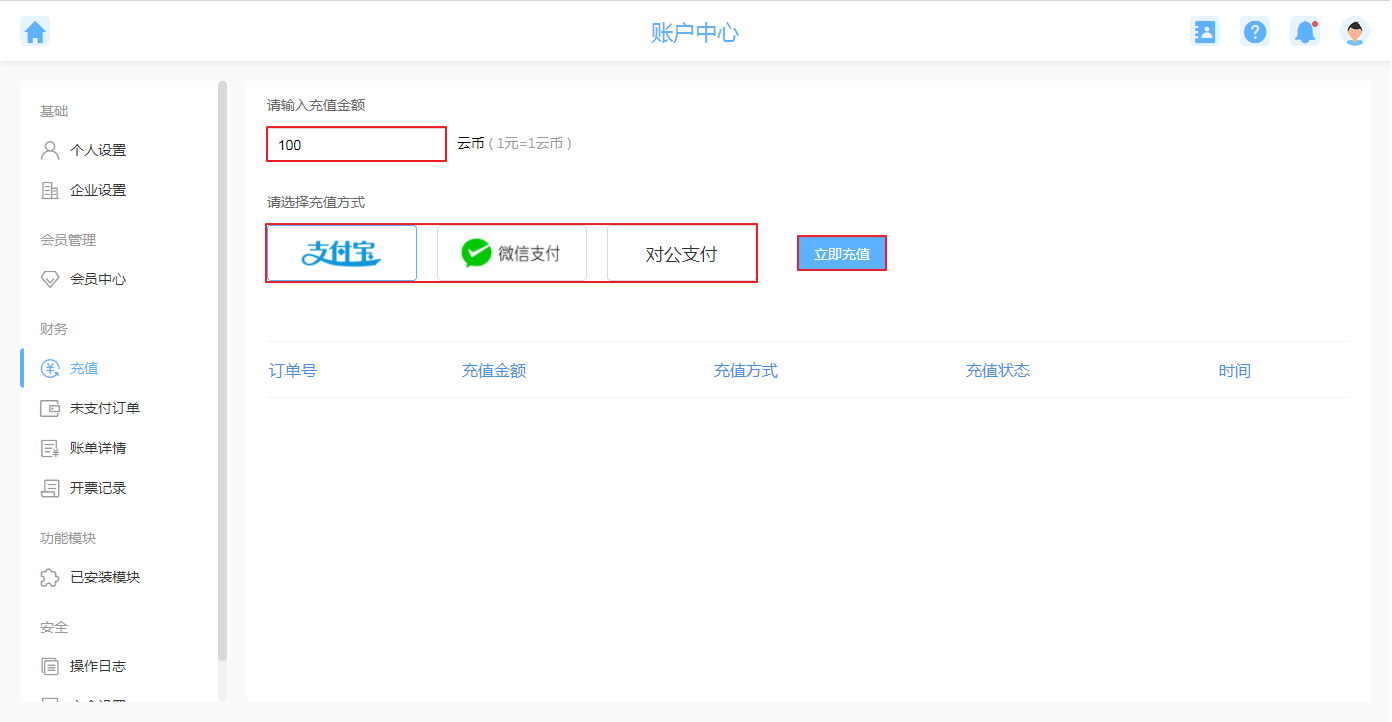 账户中心
基础
个人设置
企业设置
会员管理
会员中心
财务
充值
未支付订单
账单详情
开票记录
功能模块
已安装模块
安全
操作日志
请输入充值金额
100 云币 ( 1元=1云币 )
请选择充值方式
支付宝 微信支付 对公支付 立即充值
订单号 充值金额 充值方式 充值状态 时间